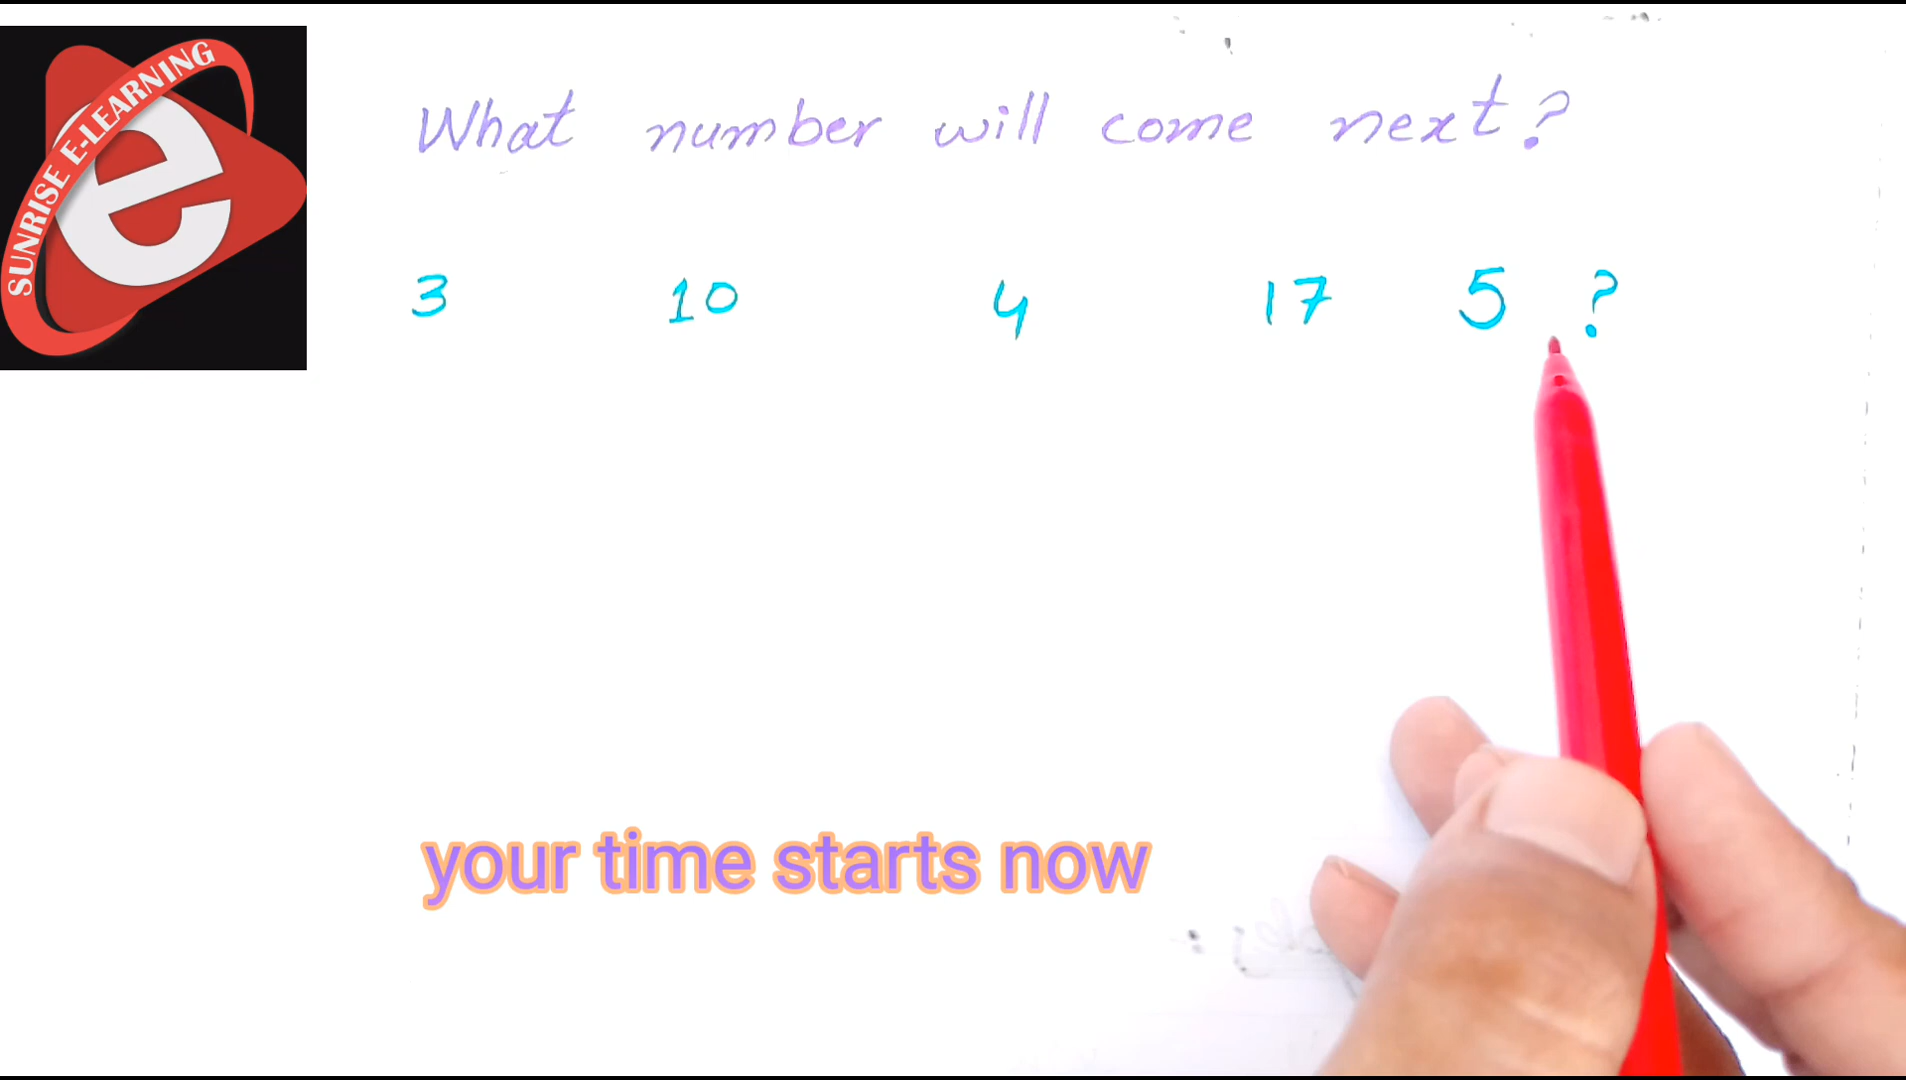 SUNRISE E-LEARNING
e
What number will come next?
3 10 4 17 5 ?
your time starts now